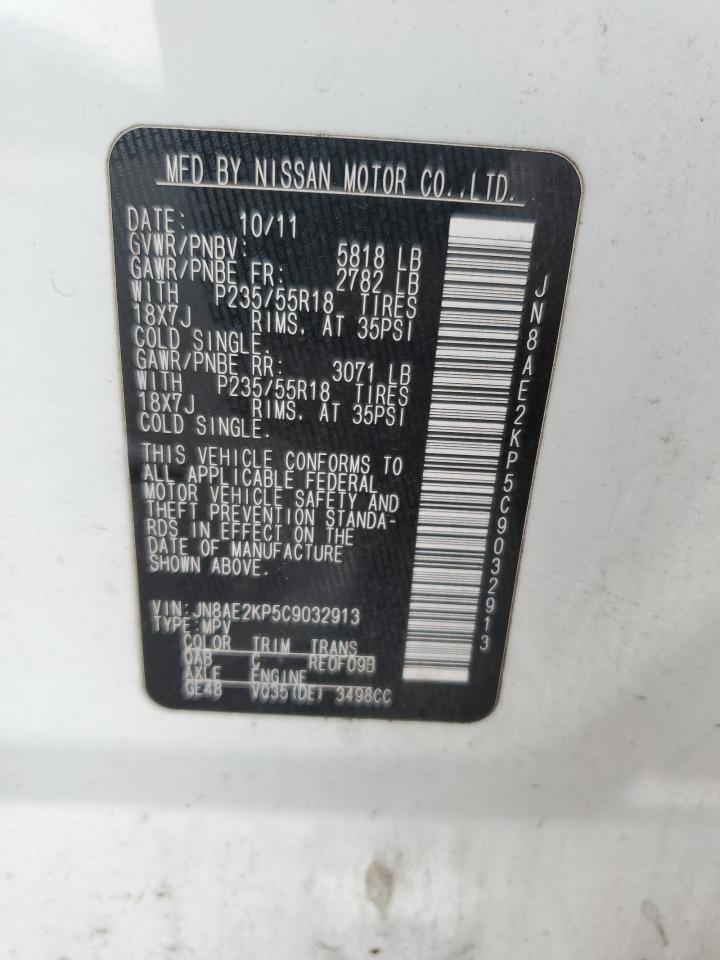 MFD BY NISSAN MOTOR CO.,LTD.
DATE: 10/11
GVWR/PNBV: 5818 LB
GAWR/PNBE FR: 2782 LB
WITH P235/55R18 TIRES
18X7J RIMS, AT 35PSI
COLD SINGLE.
GAWR/PNBE RR: 3071 LB
WITH P235/55R18 TIRES
18X7J RIMS, AT 35PSI
COLD SINGLE.
THIS VEHICLE CONFORMS TO
ALL APPLICABLE FEDERAL
MOTOR VEHICLE SAFETY AND
THEFT PREVENTION STANDA-
RDS IN EFFECT ON THE
DATE OF MANUFACTURE
SHOWN ABOVE.
VIN:JN8AE2KP5C9032913
TYPE:MPV
COLOR TRIM TRANS
QAB C RE0F09B
AXLE ENGINE
GE48 VQ35(DE) 3498CC
JN8AE2KP5C9032913